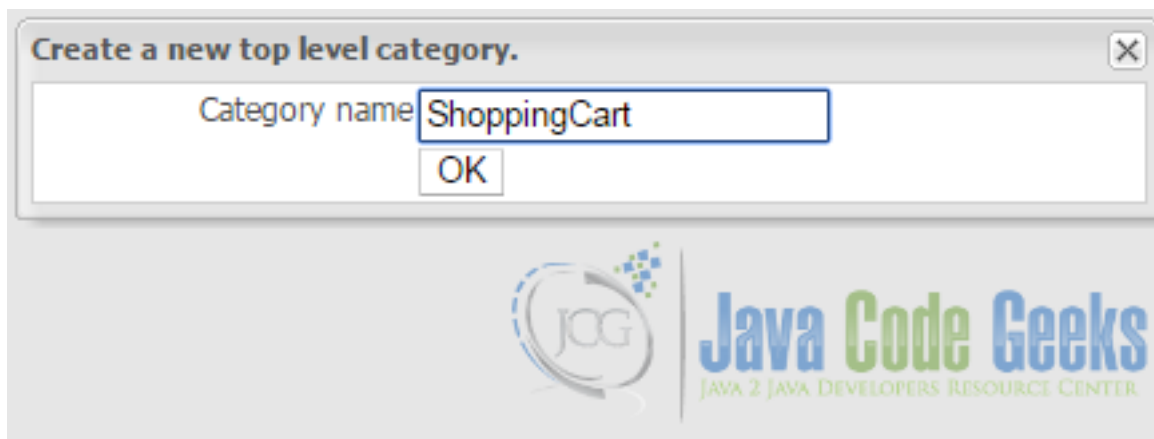 Create a new top level category.
Category name ShoppingCart
OK
JCG
Java Code Geeks
JAVA 2 JAVA DEVELOPERS RESOURCE CENTER